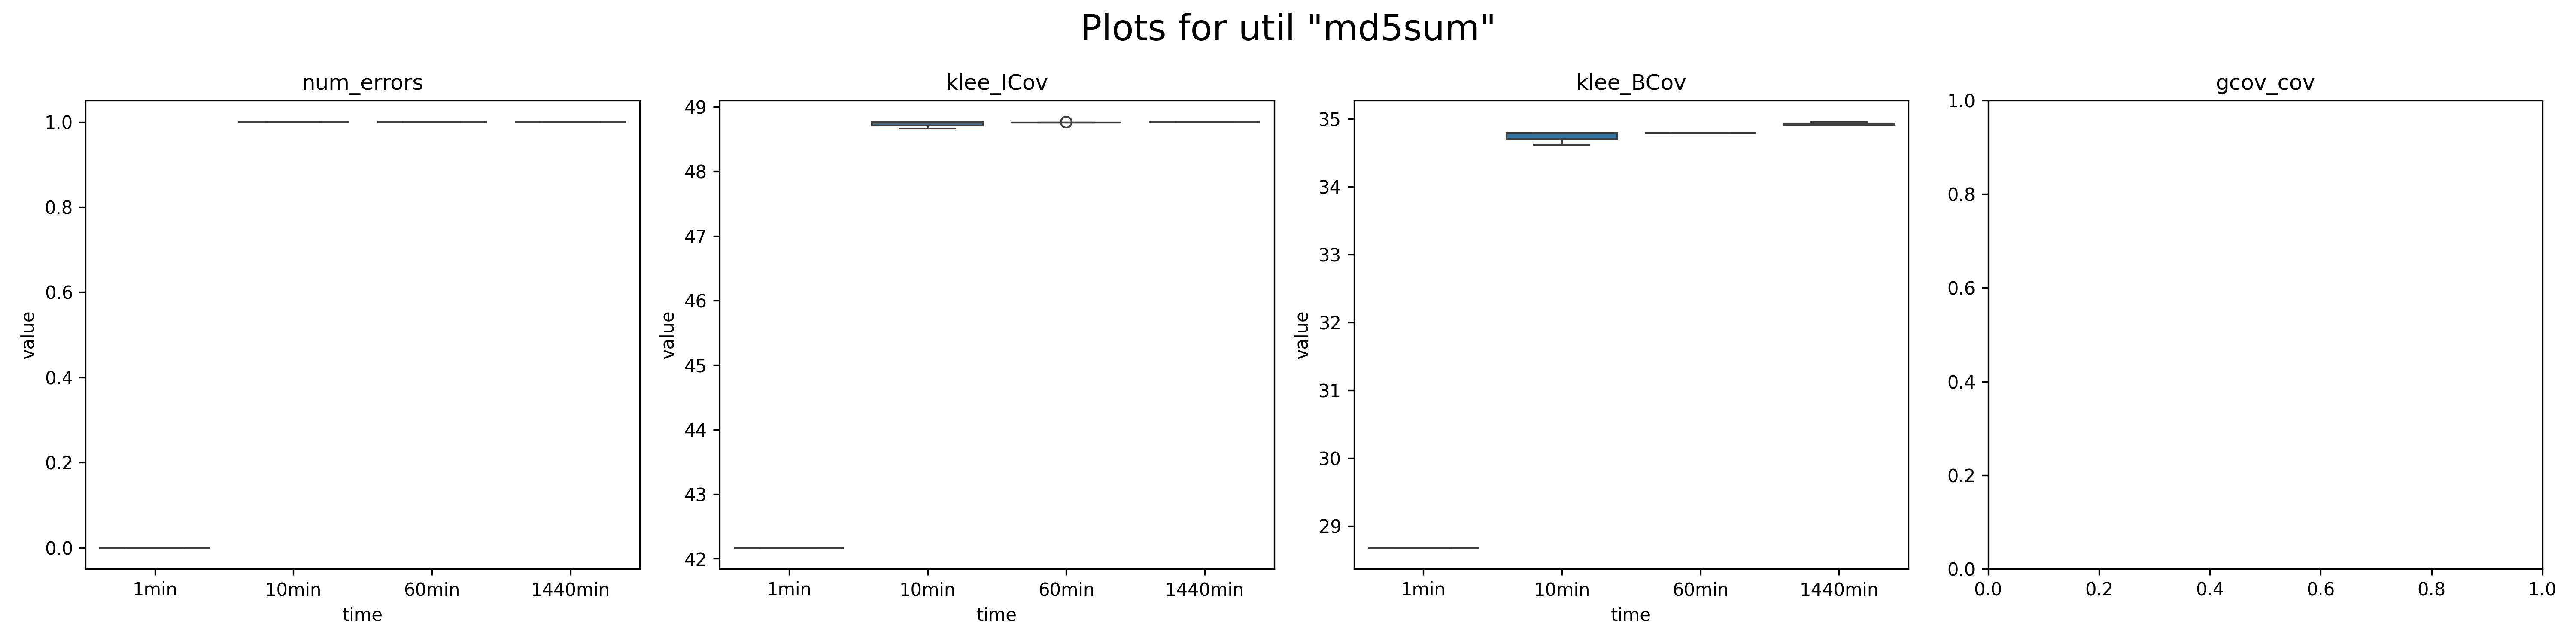 Plots for util "md5sum"
num_errors
1.0
0.8
0.6
0.4
0.2
0.0
value
1min 10min 60min 1440min
time
klee_ICov
49
48
47
46
45
44
43
42
value
1min 10min 60min 1440min
time
klee_BCov
35
34
33
32
31
30
29
value
1min 10min 60min 1440min
time
gcov_cov
1.0
0.8
0.6
0.4
0.2
0.0
0.0 0.2 0.4 0.6 0.8 1.0